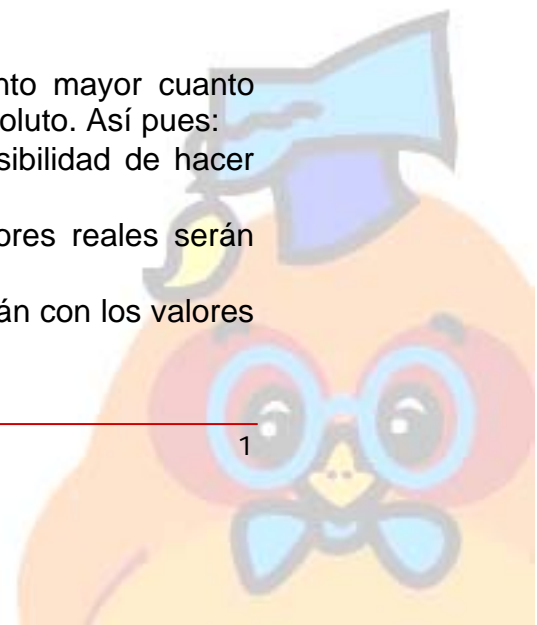 nto mayor cuanto
oluto. Así pues:
sibilidad de hacer
ores reales serán
án con los valores
1